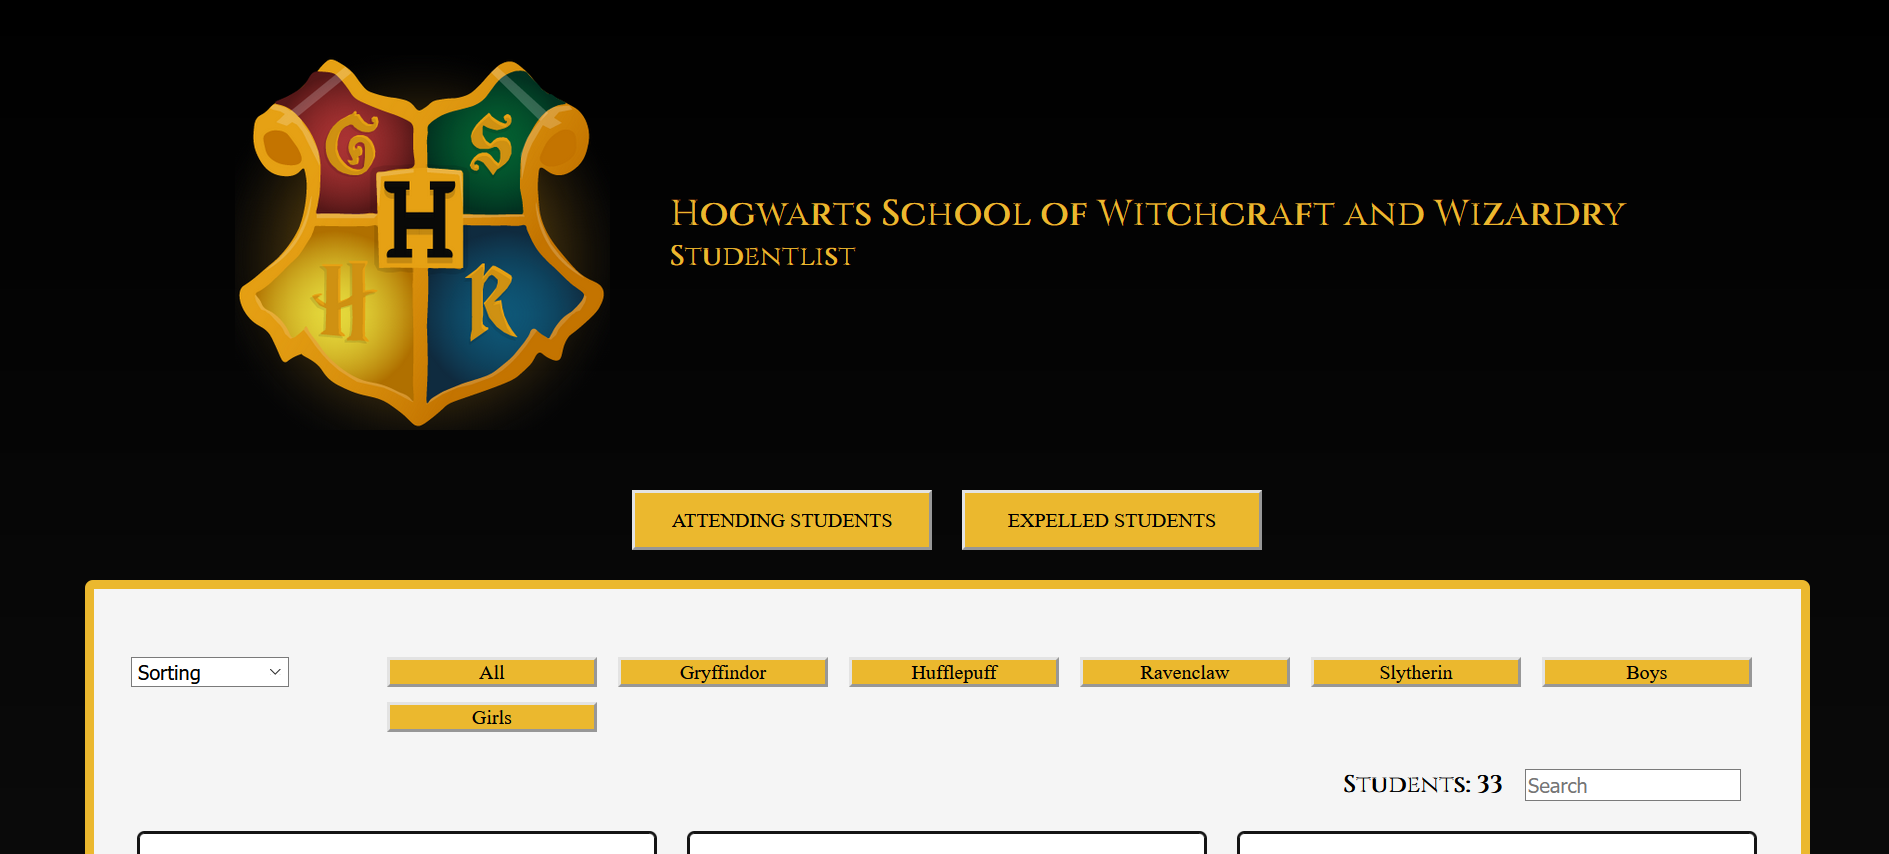 G S
H
H R
Hogwarts School of Witchcraft and Wizardry
Studentlist
ATTENDING STUDENTS EXPELLED STUDENTS
Sorting All Gryffindor Hufflepuff Ravenclaw Slytherin Boys
Girls
Students: 33 Search